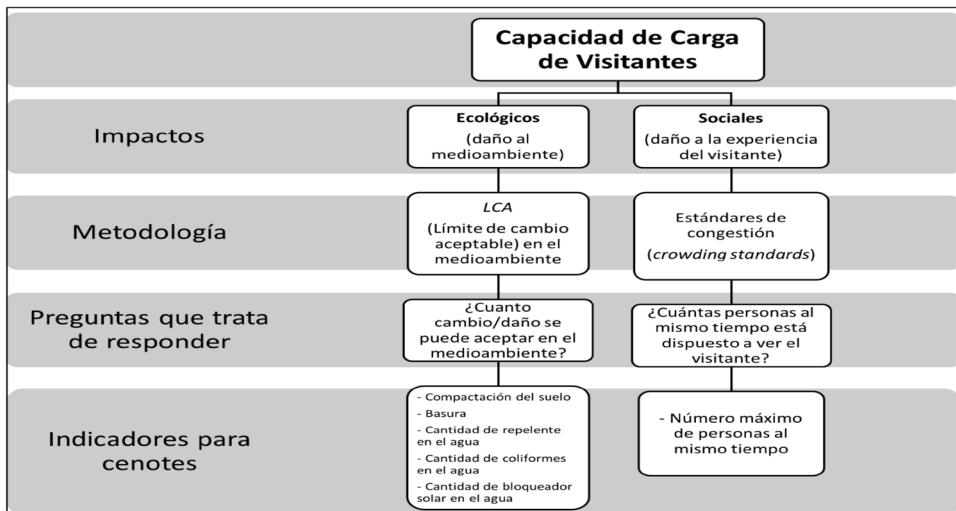 Capacidad de Carga
de Visitantes
Impactos
Ecológicos
(daño al
medioambiente)
Sociales
(daño a la experiencia
del visitante)
Metodología
LCA
(Límite de cambio
aceptable) en el
medioambiente
Estándares de
congestión
(crowding standards)
Preguntas que trata
de responder
¿Cuanto
cambio/daño se
puede aceptar en el
medioambiente?
¿Cuántas personas al
mismo tiempo está
dispuesto a ver el
visitante?
Indicadores para
cenotes
- Compactación del suelo
- Basura
- Cantidad de repelente
en el agua
- Cantidad de coliformes
en el agua
- Cantidad de bloqueador
solar en el agua
- Número máximo
de personas al
mismo tiempo